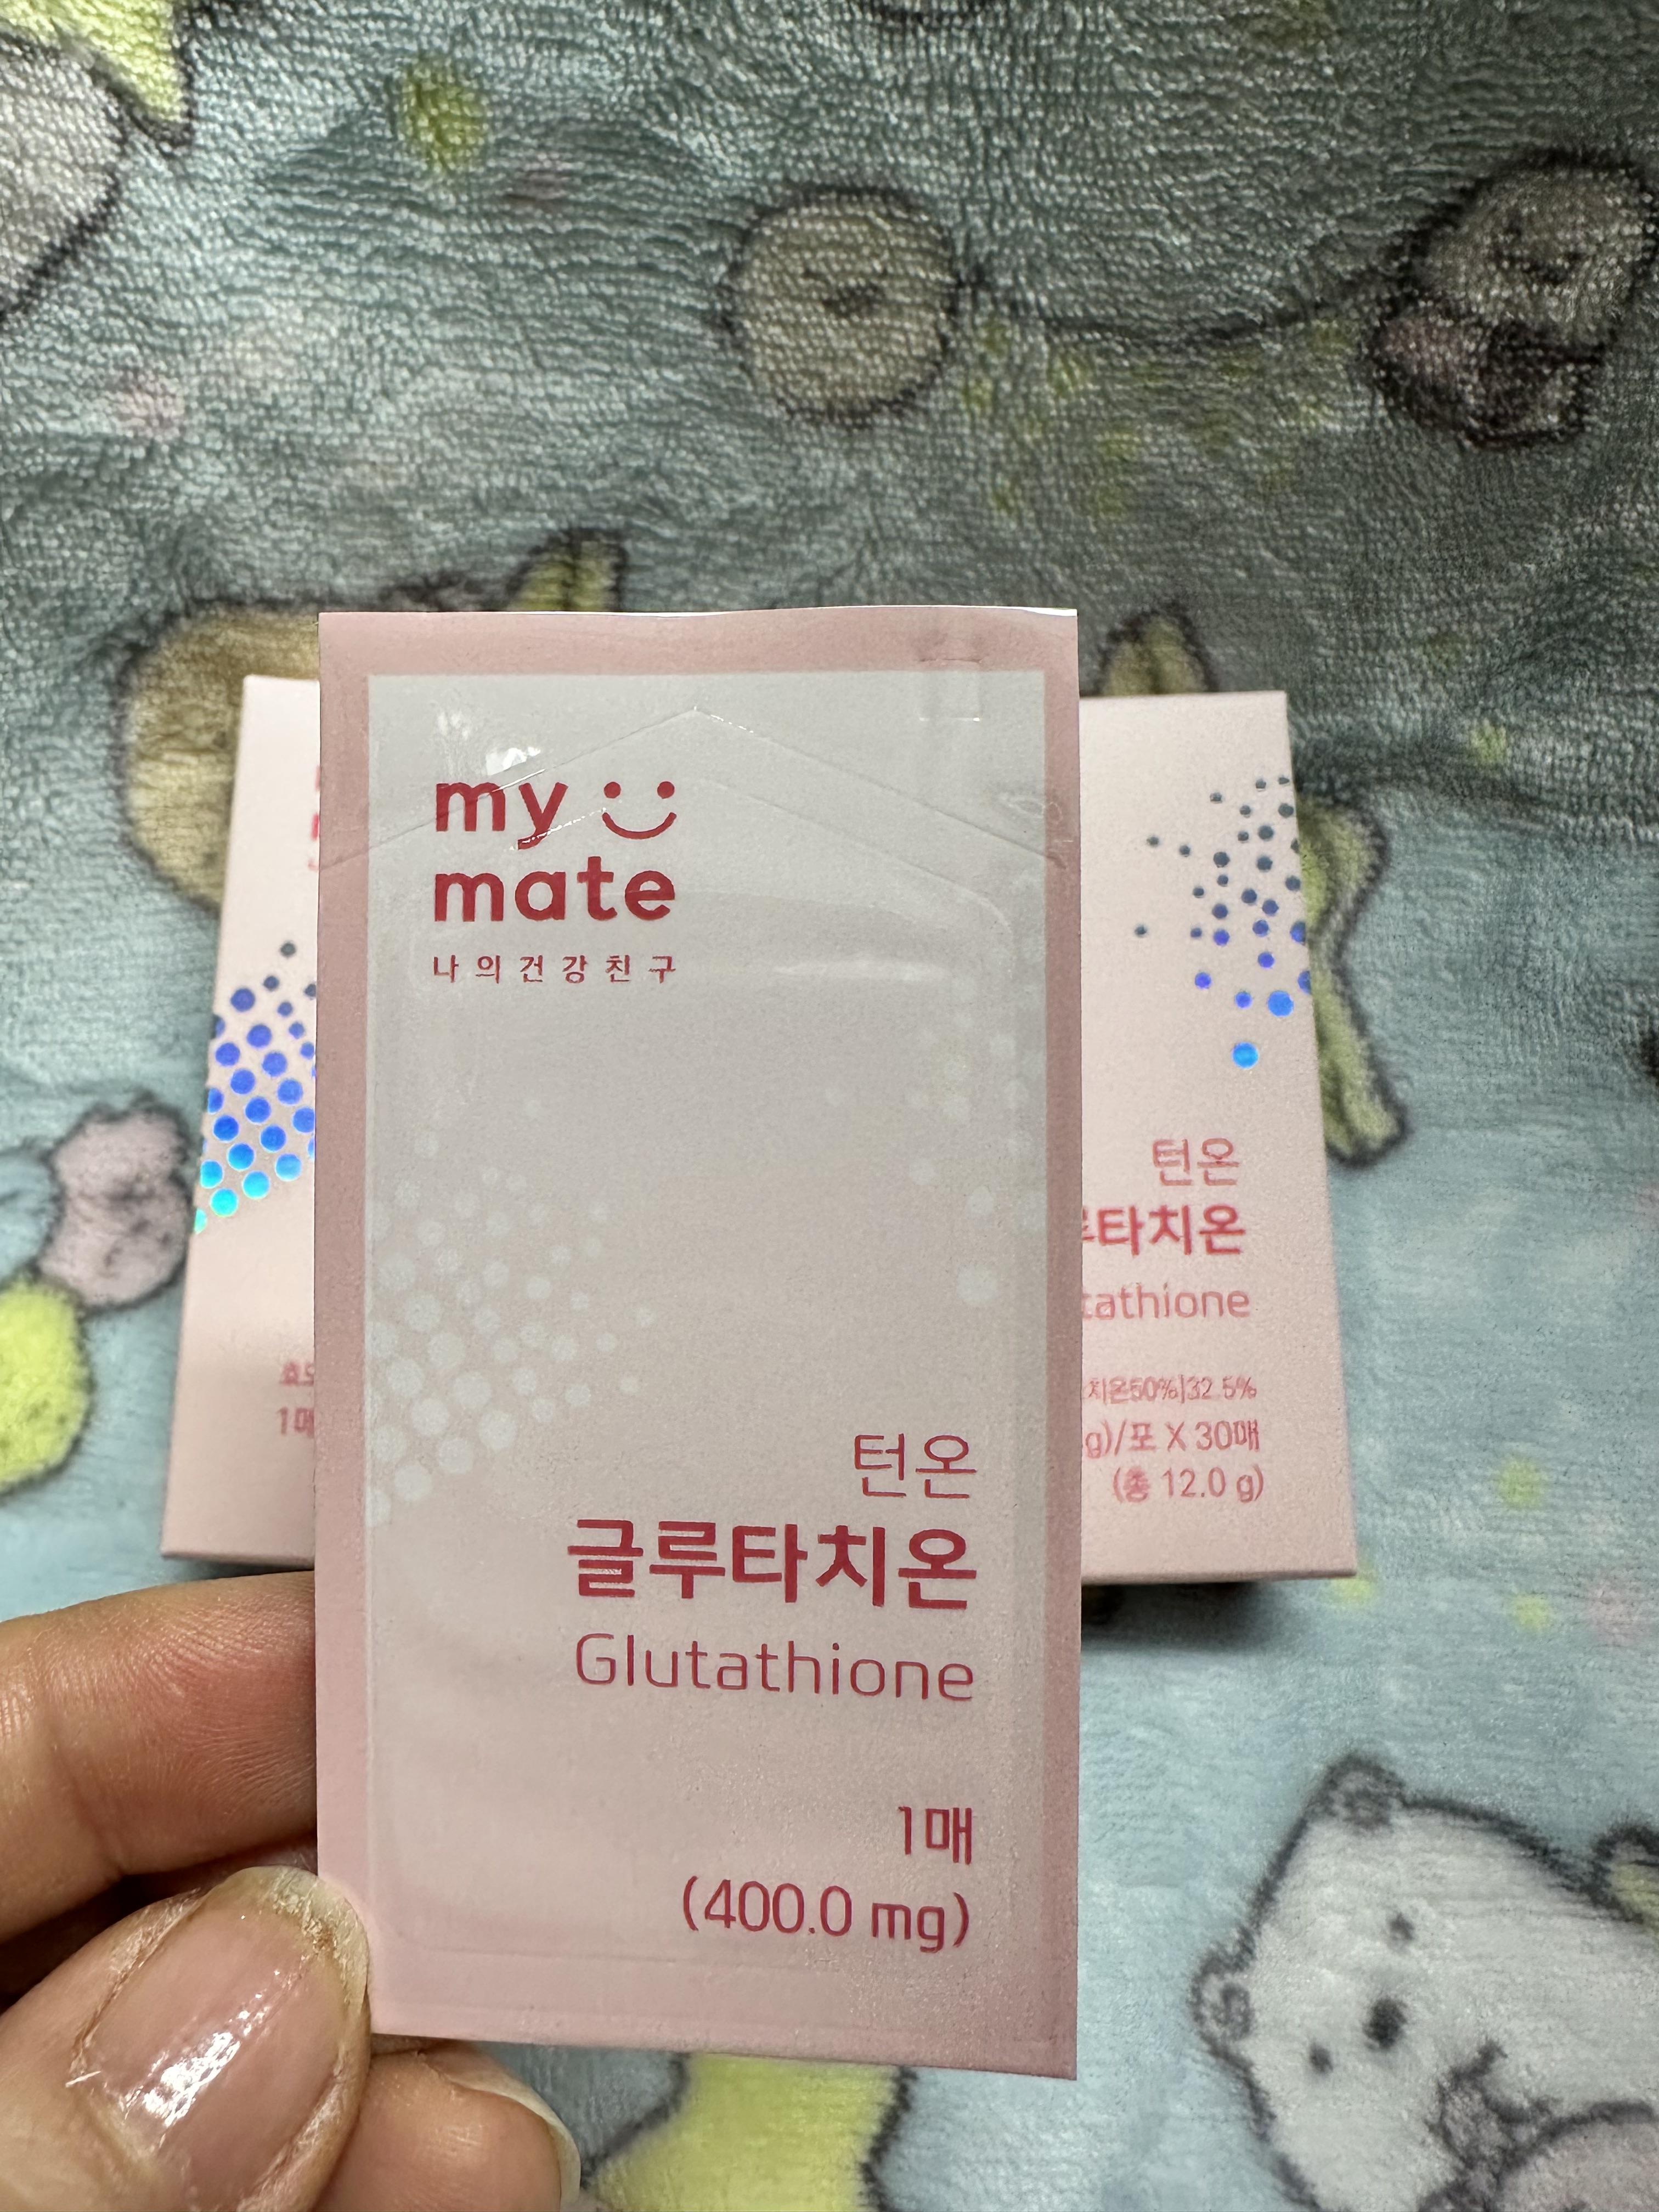 my
mate
나의건강친구
턴온
글루타치온
Glutathione
1매
(400.0 mg)
턴온
루타치온
tathione
치온50%|32.5%
g)/포 X 30매
(총 12.0 g)
1매